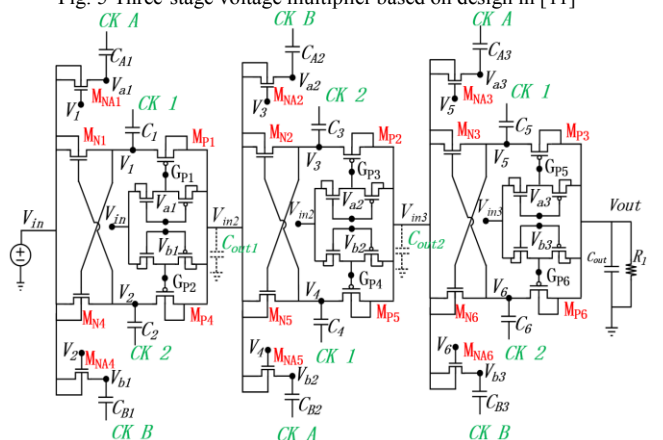 Fig. 5 Three-stage voltage multiplier based on design in [11]
CK A
CK B
CK A
CA1
CA2
CA3
Va1
Va2
Va3
V1
MNA1
V3
MNA2
V5
MNA3
CK 1
CK 2
CK 1
C1
C3
C5
MN1
MP1
MN2
MP2
MN3
MP3
V1
V3
V5
GP1
GP3
GP5
Vin
Vin
Va1
Vin2
Vin2
Va2
Vin3
Vin3
Va3
Vout
Vb1
Cout1
Vb2
Cout2
Vb3
Cout
R1
GP2
GP4
GP6
V2
V4
V6
MN4
MP4
MN5
MP5
MN6
MP6
C2
C4
C6
CK 2
CK 1
CK 2
V2
MNA4
V4
MNA5
V6
MNA6
Vb1
Vb2
Vb3
CB1
CB2
CB3
CK B
CK A
CK B